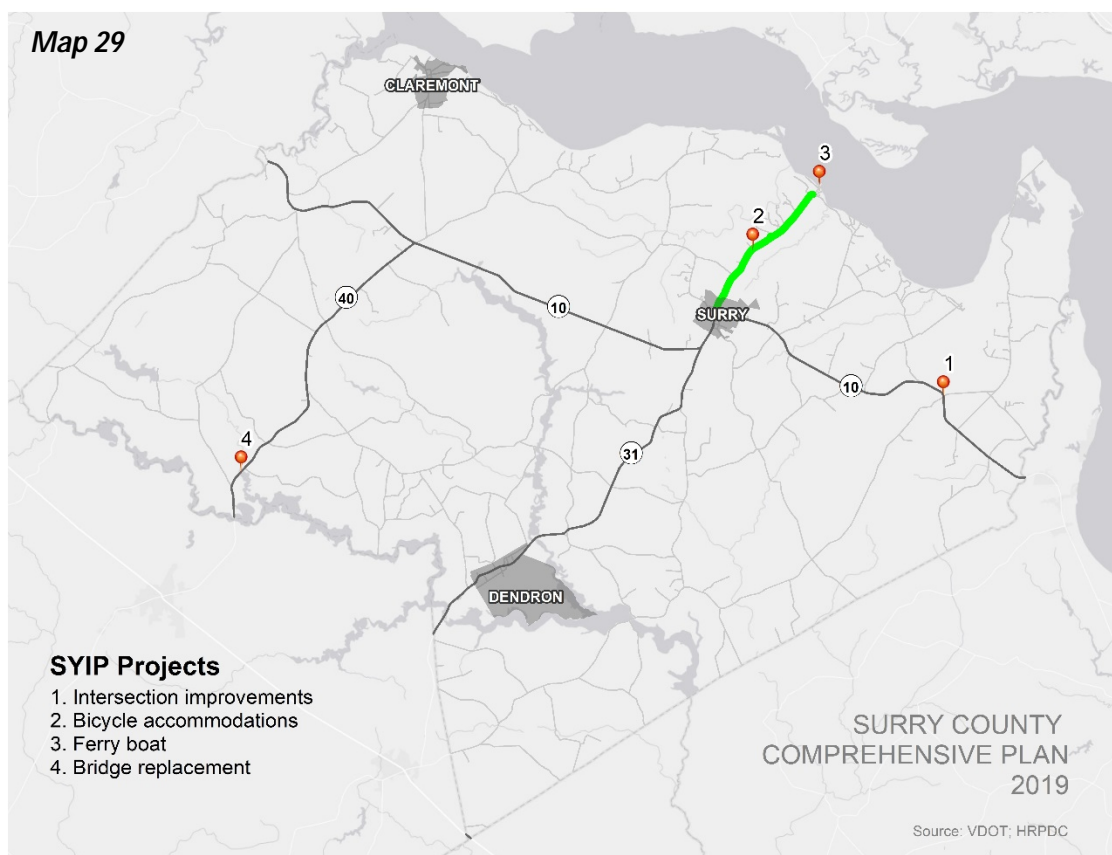 Map 29
CLAREMONT
3
2
40
10
SURRY
1
10
4
31
DENDRON
SYIP Projects
1. Intersection improvements
2. Bicycle accommodations
3. Ferry boat
4. Bridge replacement
SURRY COUNTY
COMPREHENSIVE PLAN
2019
Source: VDOT; HRPDC